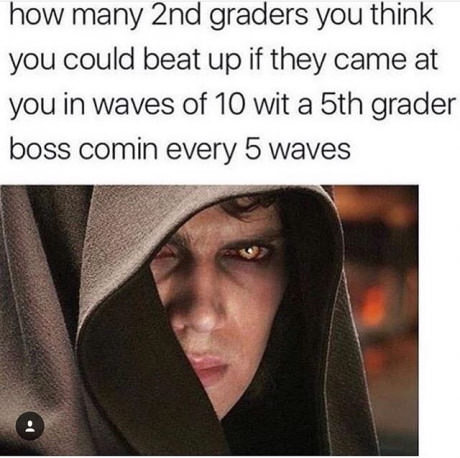 how many 2nd graders you think
you could beat up if they came at
you in waves of 10 wit a 5th grader
boss comin every 5 waves